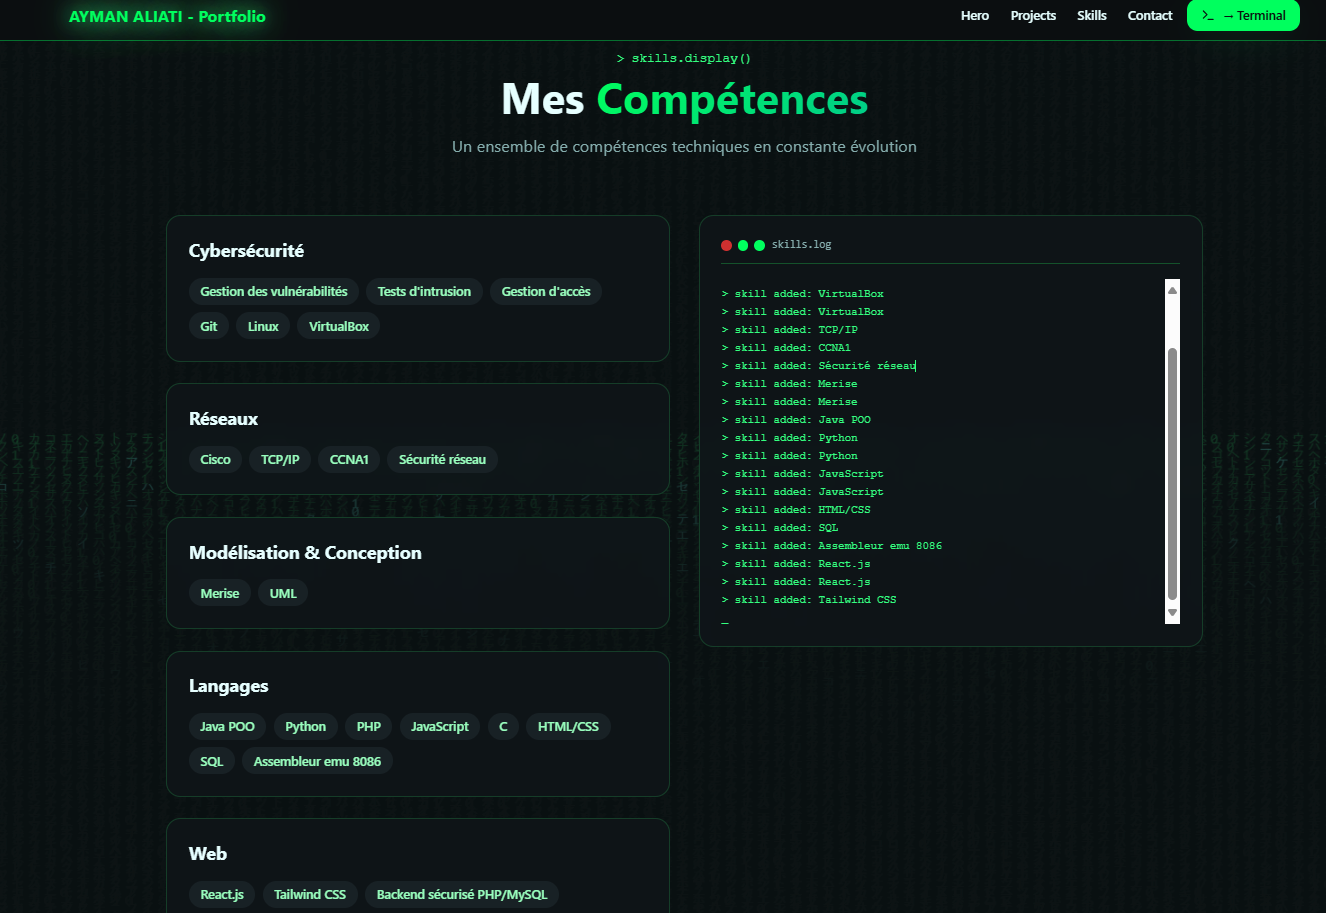 AYMAN ALIATI - Portfolio
Hero Projects Skills Contact >_ → Terminal
> skills.display()
Mes Compétences
Un ensemble de compétences techniques en constante évolution
Cybersécurité
Gestion des vulnérabilités Tests d'intrusion Gestion d'accès
Git Linux VirtualBox
Réseaux
Cisco TCP/IP CCNA1 Sécurité réseau
Modélisation & Conception
Merise UML
Langages
Java POO Python PHP JavaScript C HTML/CSS
SQL Assembleur emu 8086
Web
React.js Tailwind CSS Backend sécurisé PHP/MySQL
skills.log
> skill added: VirtualBox
> skill added: VirtualBox
> skill added: TCP/IP
> skill added: CCNA1
> skill added: Sécurité réseau
> skill added: Merise
> skill added: Merise
> skill added: Java POO
> skill added: Python
> skill added: Python
> skill added: JavaScript
> skill added: JavaScript
> skill added: HTML/CSS
> skill added: SQL
> skill added: Assembleur emu 8086
> skill added: React.js
> skill added: React.js
> skill added: Tailwind CSS
_